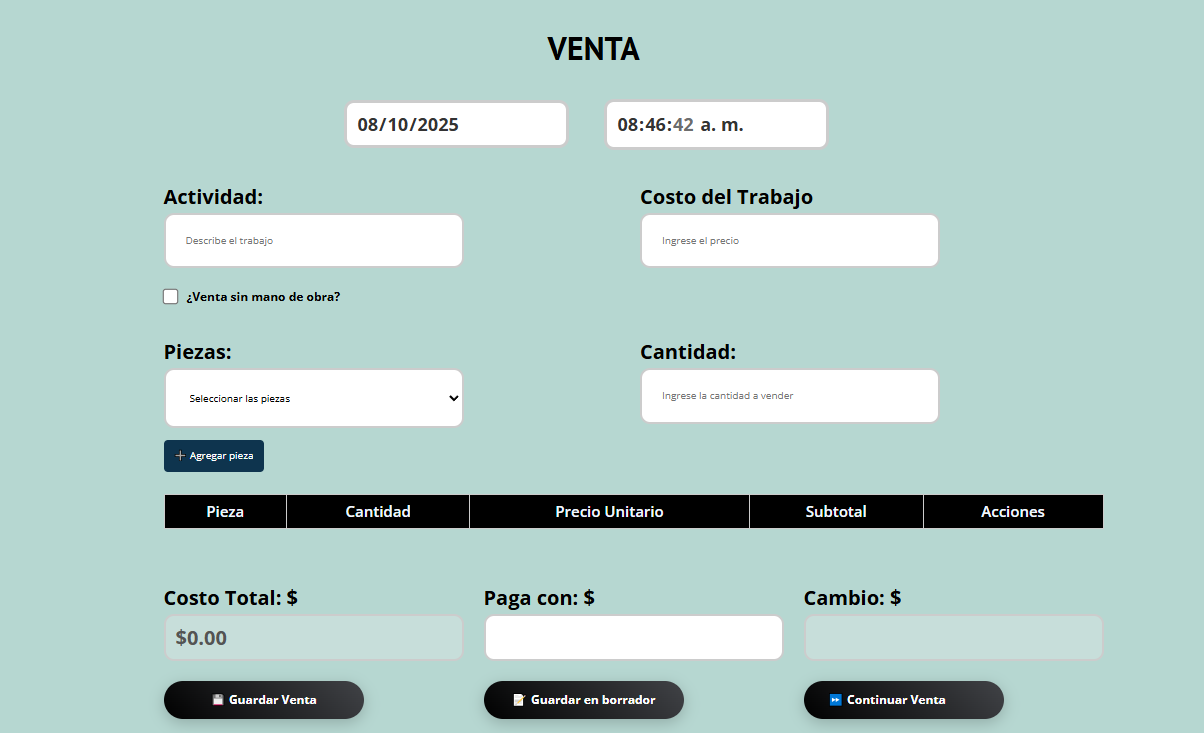 VENTA
08/10/2025 08:46:42 a. m.
Actividad: Costo del Trabajo
Describe el trabajo Ingrese el precio
¿Venta sin mano de obra?
Piezas: Cantidad:
Seleccionar las piezas Ingrese la cantidad a vender
+ Agregar pieza
Pieza Cantidad Precio Unitario Subtotal Acciones
Costo Total: $ Paga con: $ Cambio: $
$0.00
Guardar Venta Guardar en borrador Continuar Venta